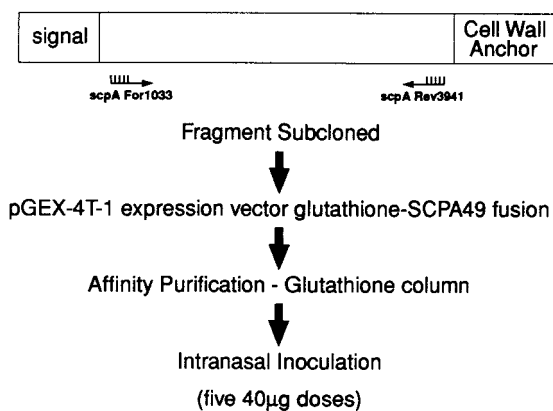 signal
Cell Wall
Anchor
scpA For1033
scpA Rev3941
Fragment Subcloned
pGEX-4T-1 expression vector glutathione-SCPA49 fusion
Affinity Purification - Glutathione column
Intranasal Inoculation
(five 40µg doses)